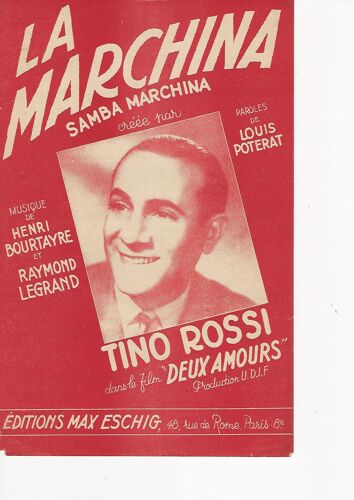 LA
MARCHINA
SAMBA MARCHINA
créée par
PAROLES
DE
LOUIS
POTERAT
MUSIQUE
DE
HENRI
BOURTAYRE
ET
RAYMOND
LEGRAND
TINO ROSSI
dans le film "DEUX AMOURS"
Production U.D.I.F
ÉDITIONS MAX ESCHIG, 48, rue de Rome, Paris 8e